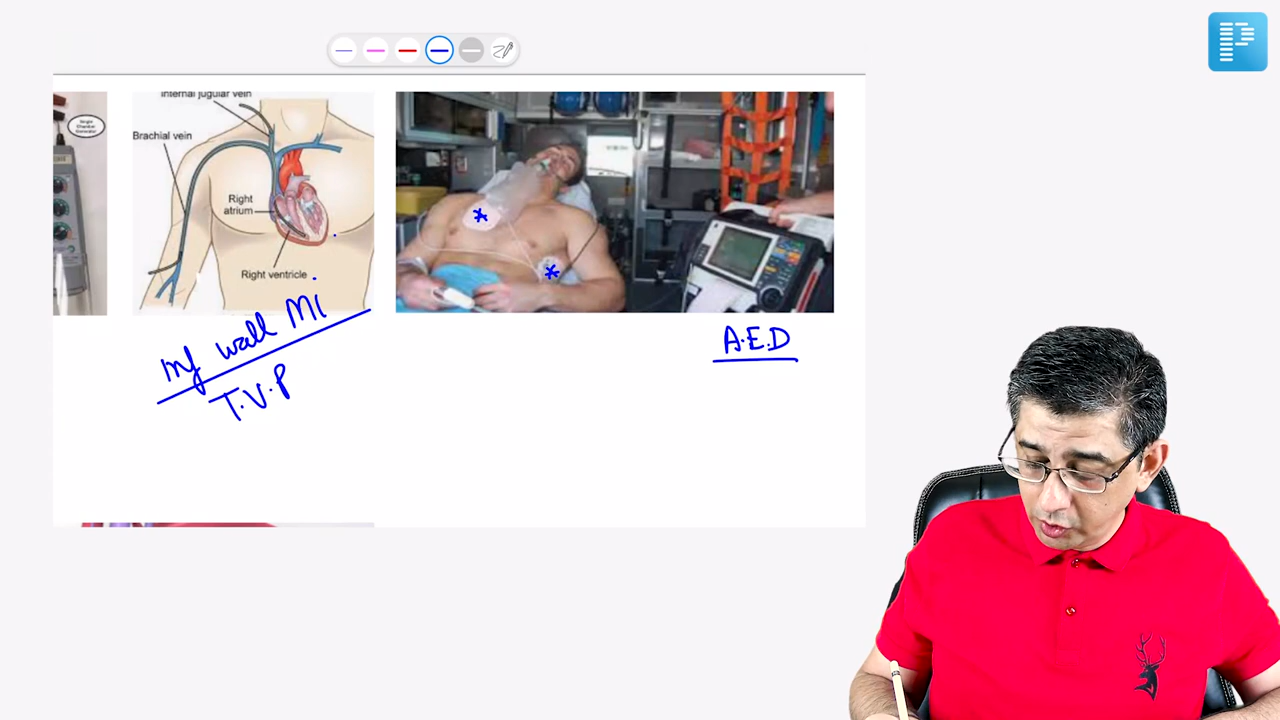 Internal jugular vein
Brachial vein
Right
atrium
Right ventricle
Inf wall Mi
T.V.P
A.E.D